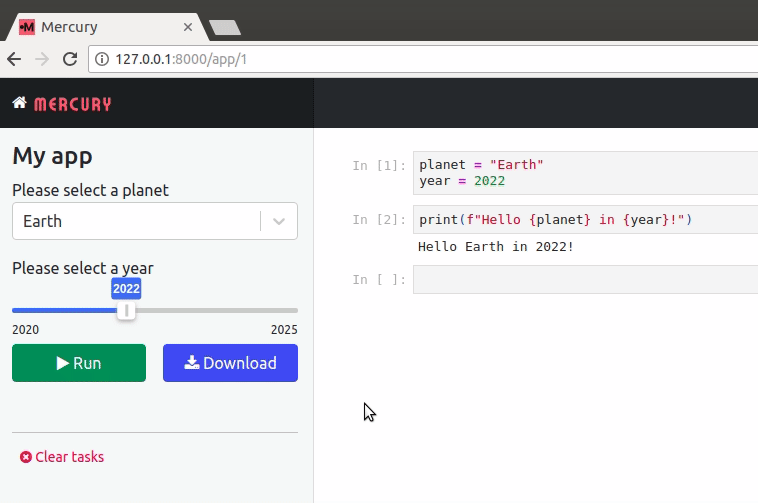 Mercury
127.0.0.1:8000/app/1
MERCURY
My app
Please select a planet
Earth
Please select a year
2022
2020 2025
Run Download
Clear tasks
In [1]: planet = "Earth"
year = 2022
In [2]: print(f"Hello {planet} in {year}!")
Hello Earth in 2022!
In [ ]: